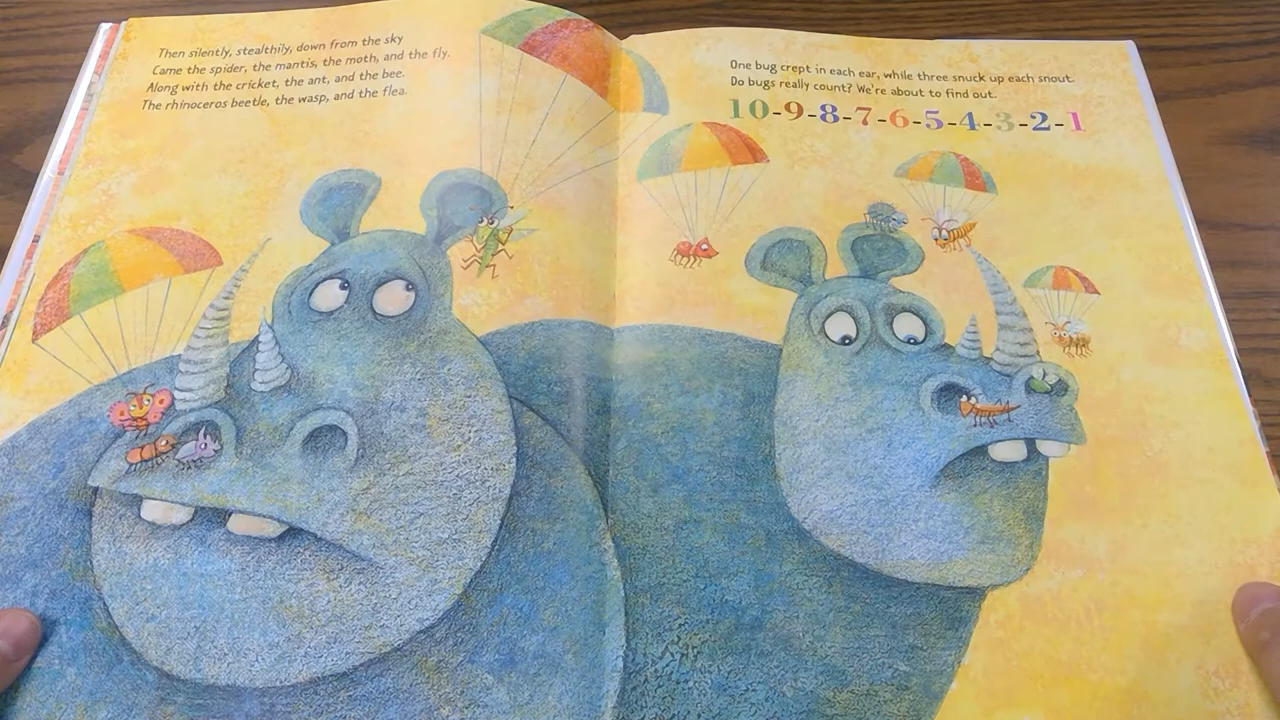 Then silently, stealthily, down from the sky
Came the spider, the mantis, the moth, and the fly.
Along with the cricket, the ant, and the bee.
The rhinoceros beetle, the wasp, and the flea.
One bug crept in each ear, while three snuck up each snout.
Do bugs really count? We're about to find out.
10-9-8-7-6-5-4-3-2-1